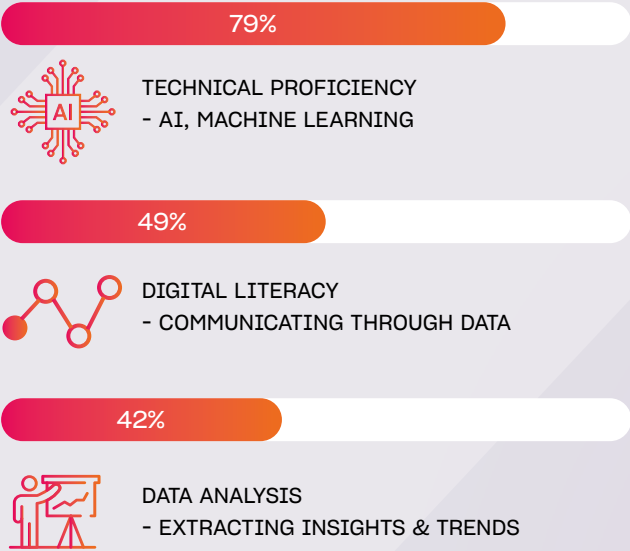 79%
AI
TECHNICAL PROFICIENCY
- AI, MACHINE LEARNING
49%
DIGITAL LITERACY
- COMMUNICATING THROUGH DATA
42%
DATA ANALYSIS
- EXTRACTING INSIGHTS & TRENDS